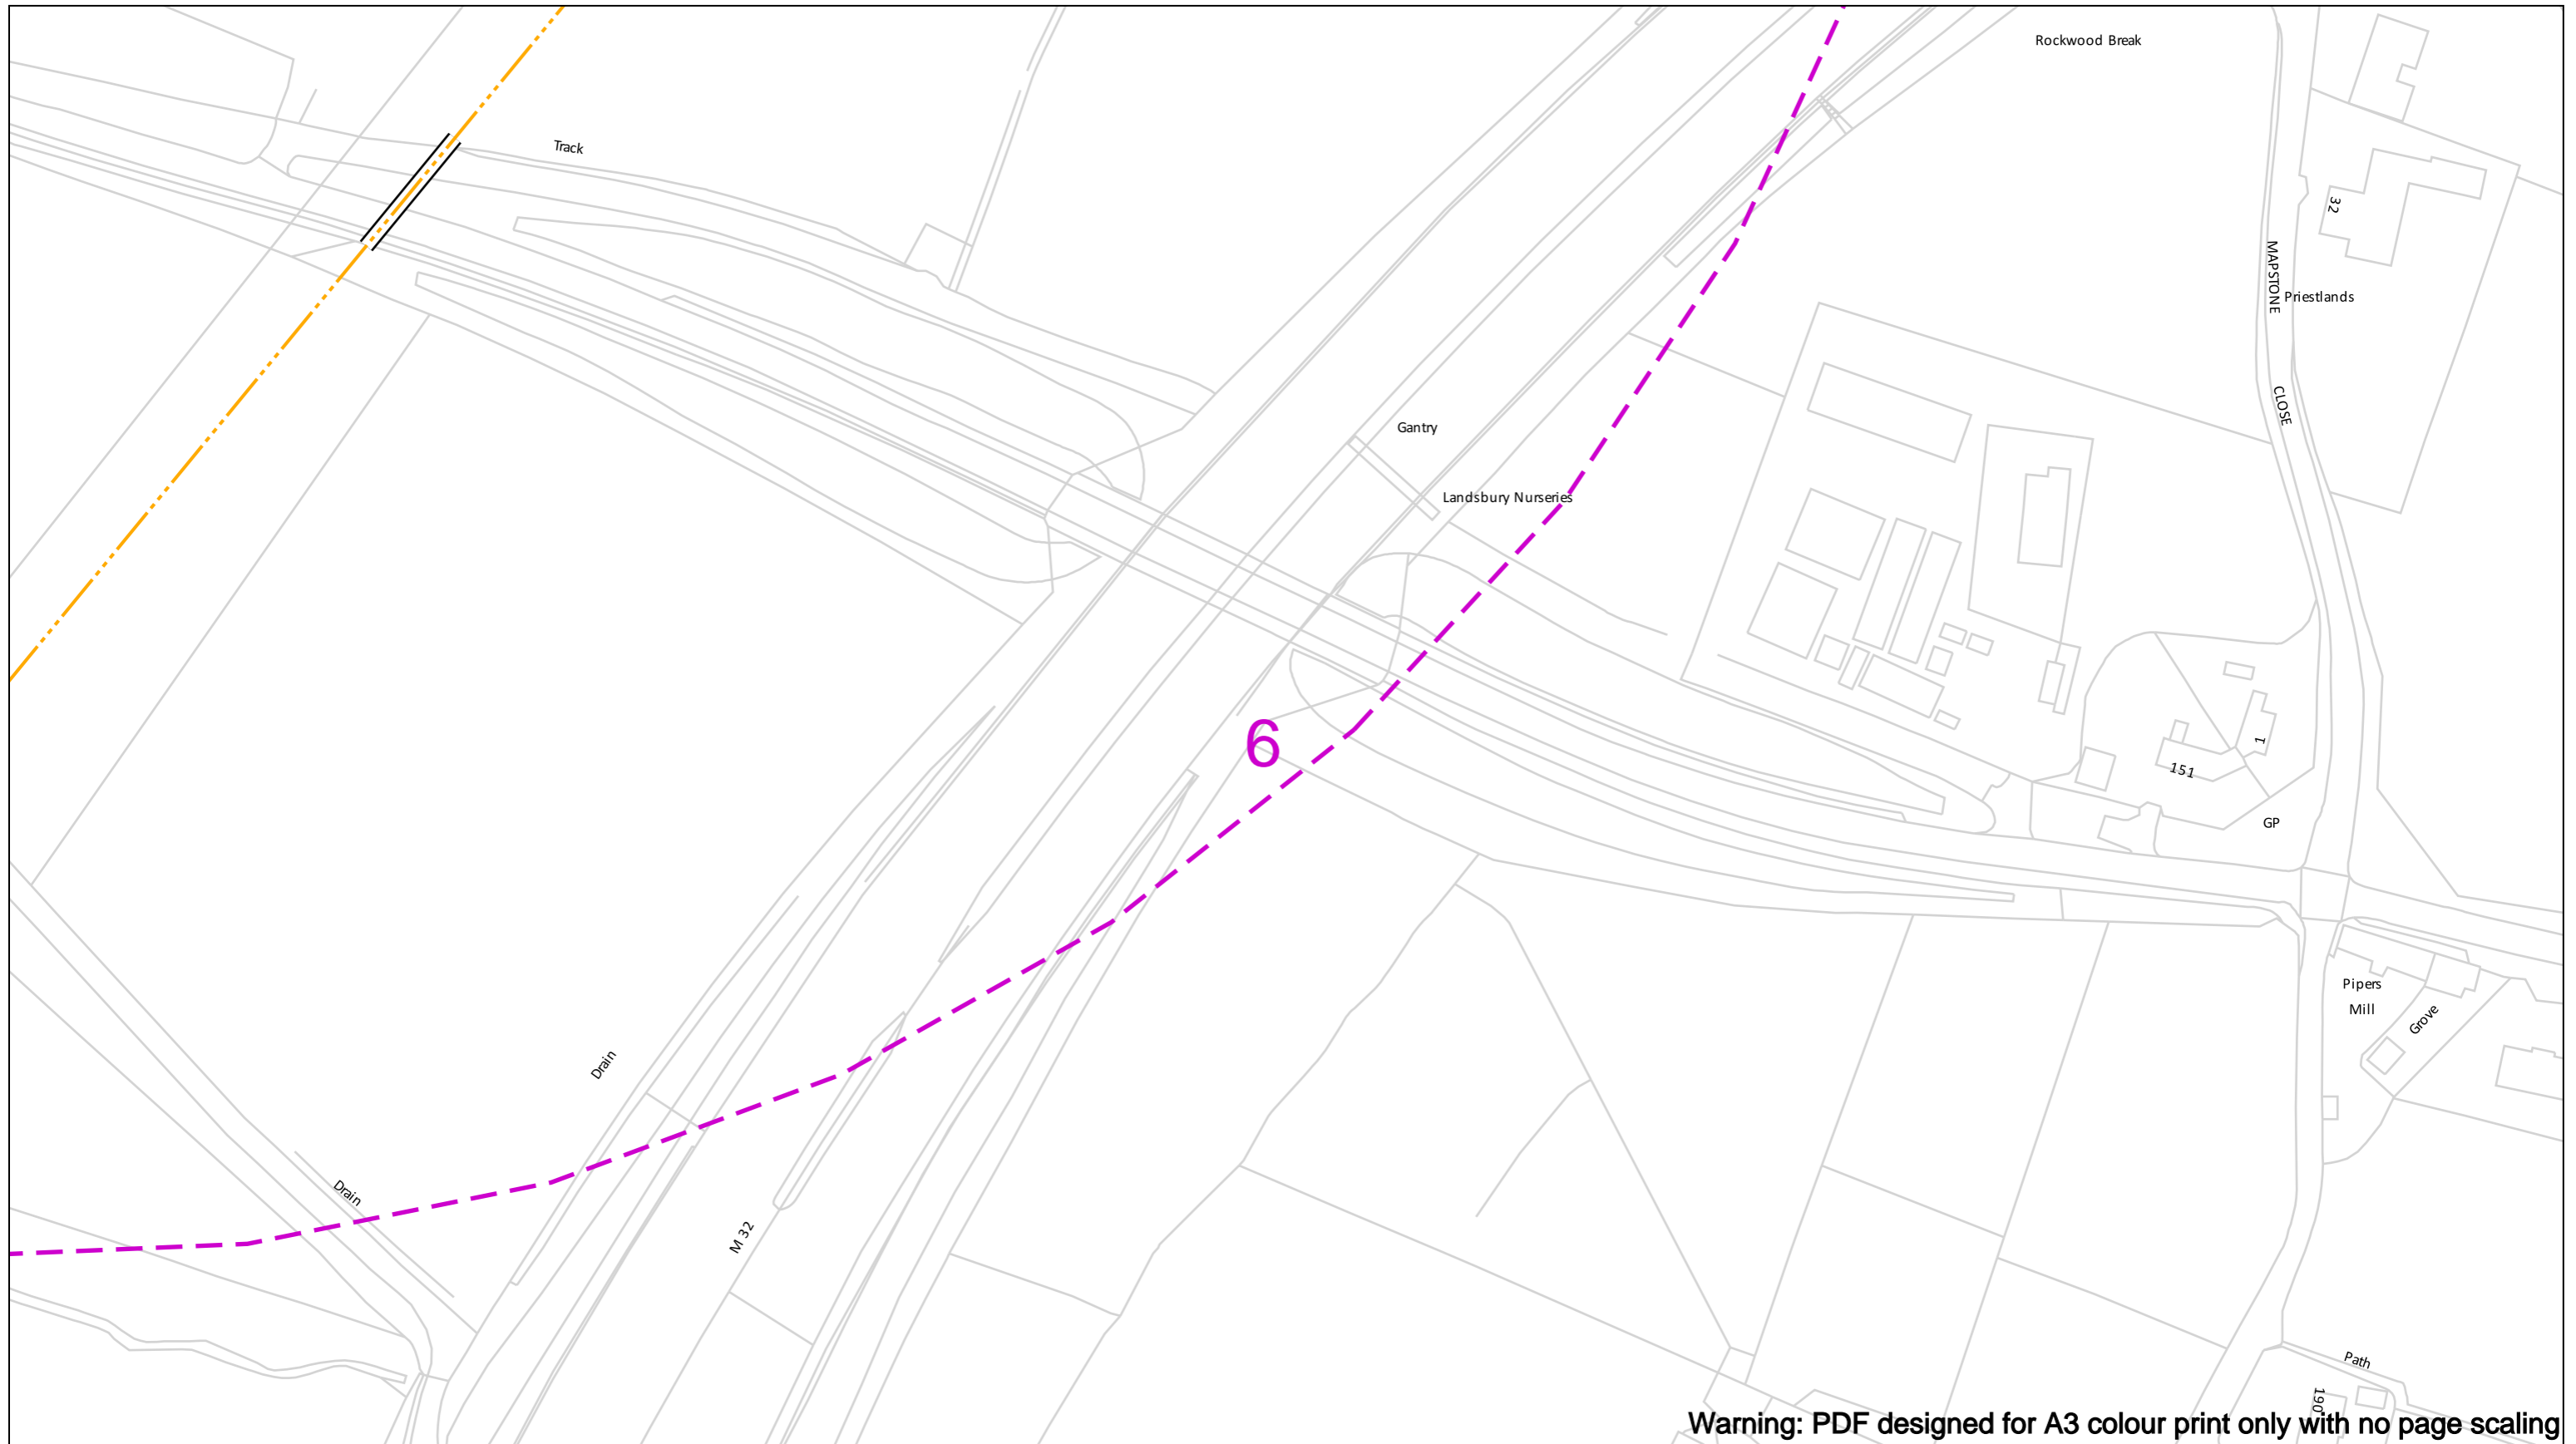 Rockwood Break
Track
32
MAPSTONE
Priestlands
CLOSE
Gantry
Landsbury Nurseries
6
1
151
GP
Pipers
Mill
Grove
Drain
Drain
M 32
Path
190
Warning: PDF designed for A3 colour print only with no page scaling